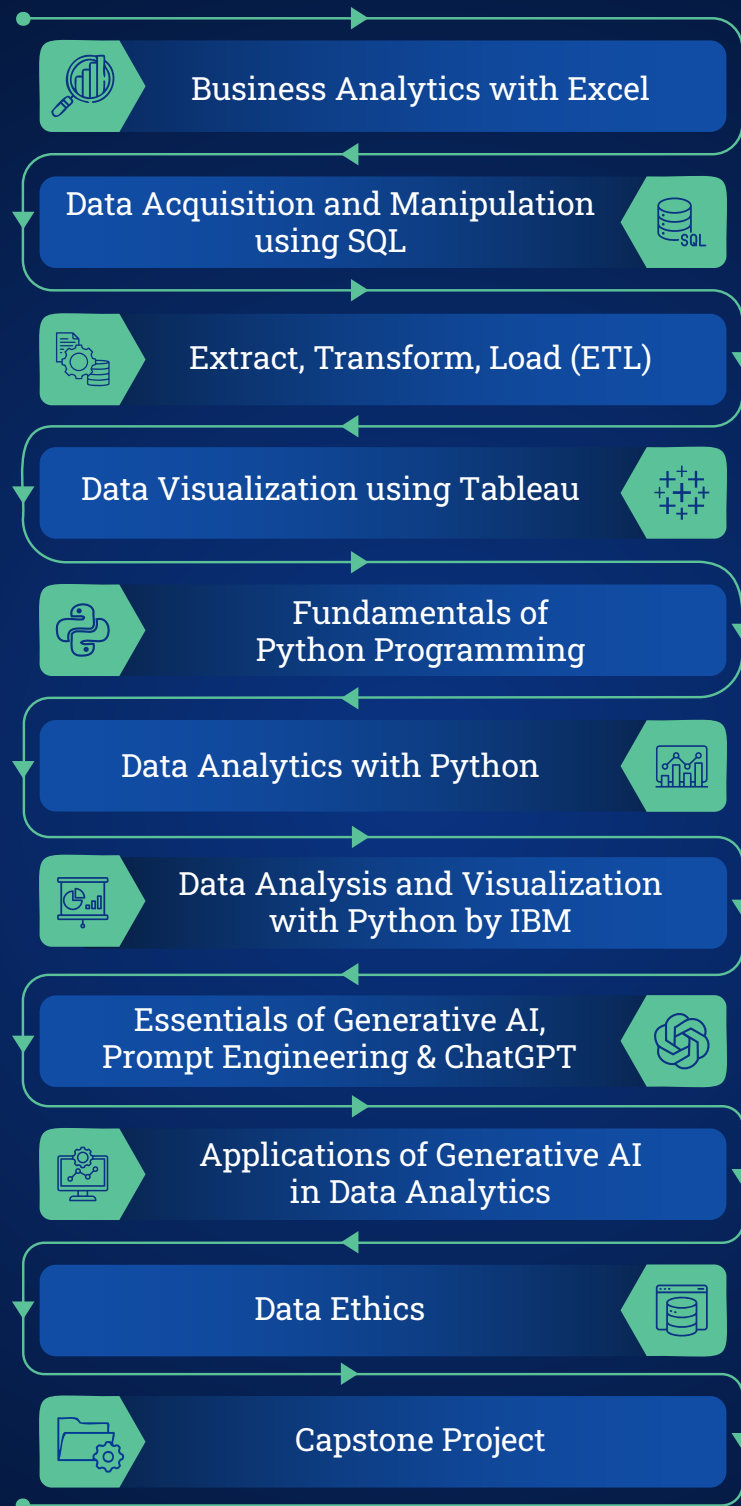 Business Analytics with Excel
Data Acquisition and Manipulation
using SQL
SQL
Extract, Transform, Load (ETL)
Data Visualization using Tableau
Fundamentals of
Python Programming
Data Analytics with Python
Data Analysis and Visualization
with Python by IBM
Essentials of Generative AI,
Prompt Engineering & ChatGPT
Applications of Generative AI
in Data Analytics
Data Ethics
Capstone Project